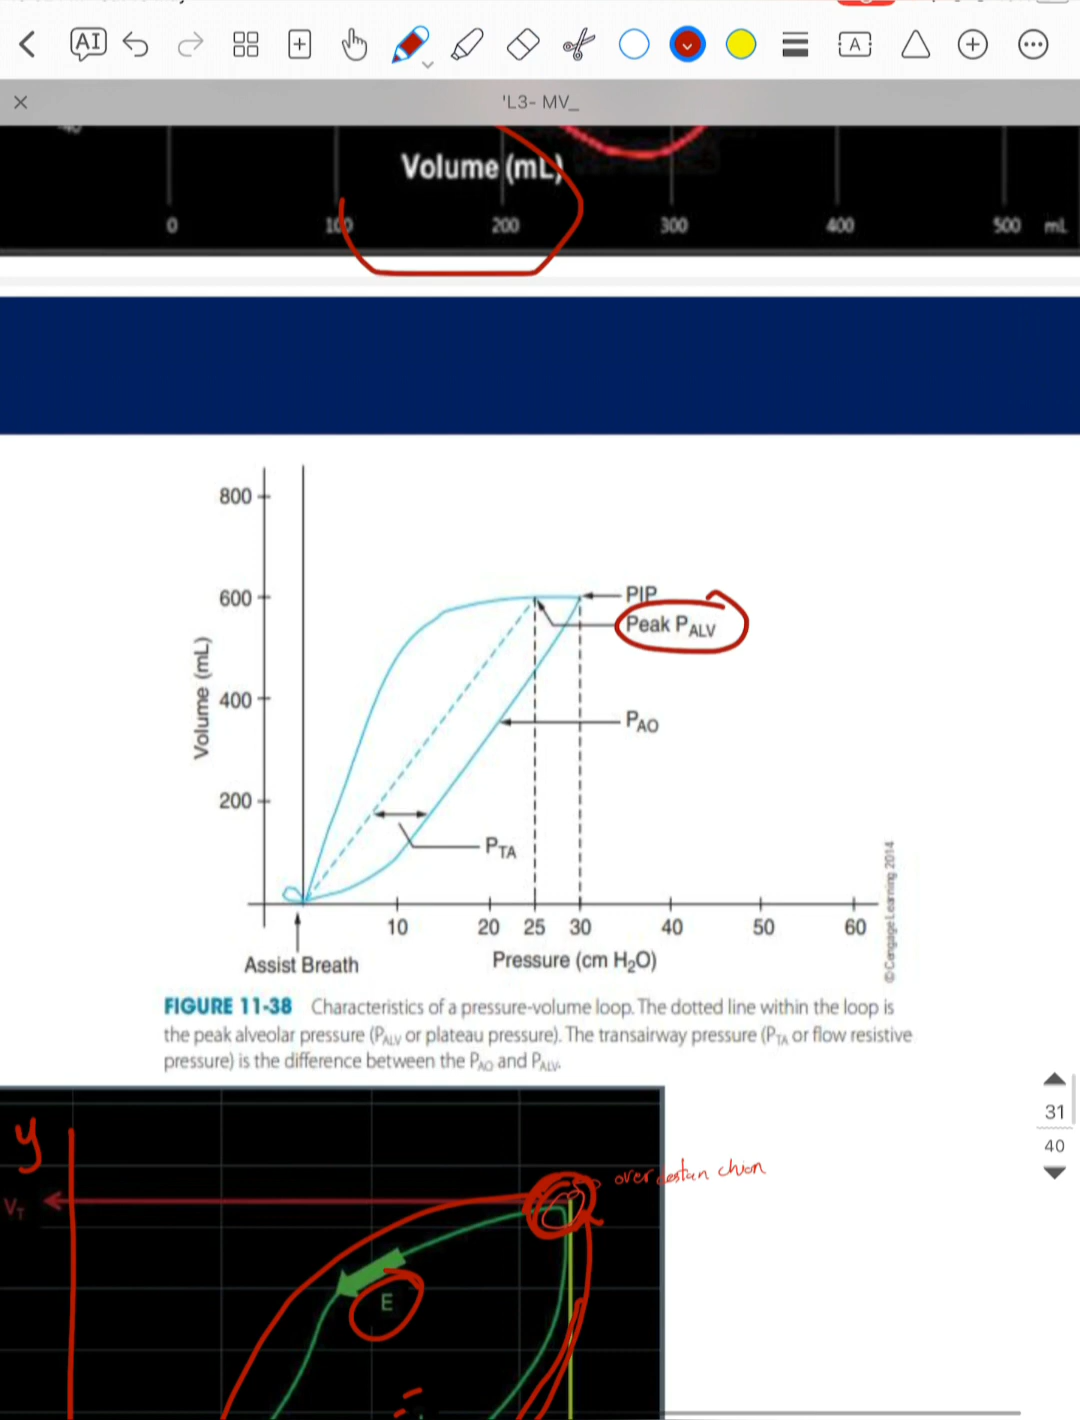 AI
A
'L3- MV_
Volume (mL)
0 100 200 300 400 500 mL
800
600
400
200
Volume (mL)
PIP
Peak PALV
PAO
PTA
10 20 25 30 40 50 60
Assist Breath
Pressure (cm H2O)
© Cengage Learning 2014
FIGURE 11-38 Characteristics of a pressure-volume loop. The dotted line within the loop is
the peak alveolar pressure (PALV or plateau pressure). The transairway pressure (PTA or flow resistive
pressure) is the difference between the PAO and PALV.
31
40
y
over
VT
E